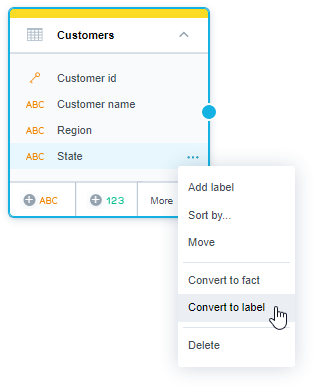 Customers
Customer id
ABC Customer name
ABC Region
ABC State ...
Add label
Sort by...
Move
ABC 123 More
Convert to fact
Convert to label
Delete